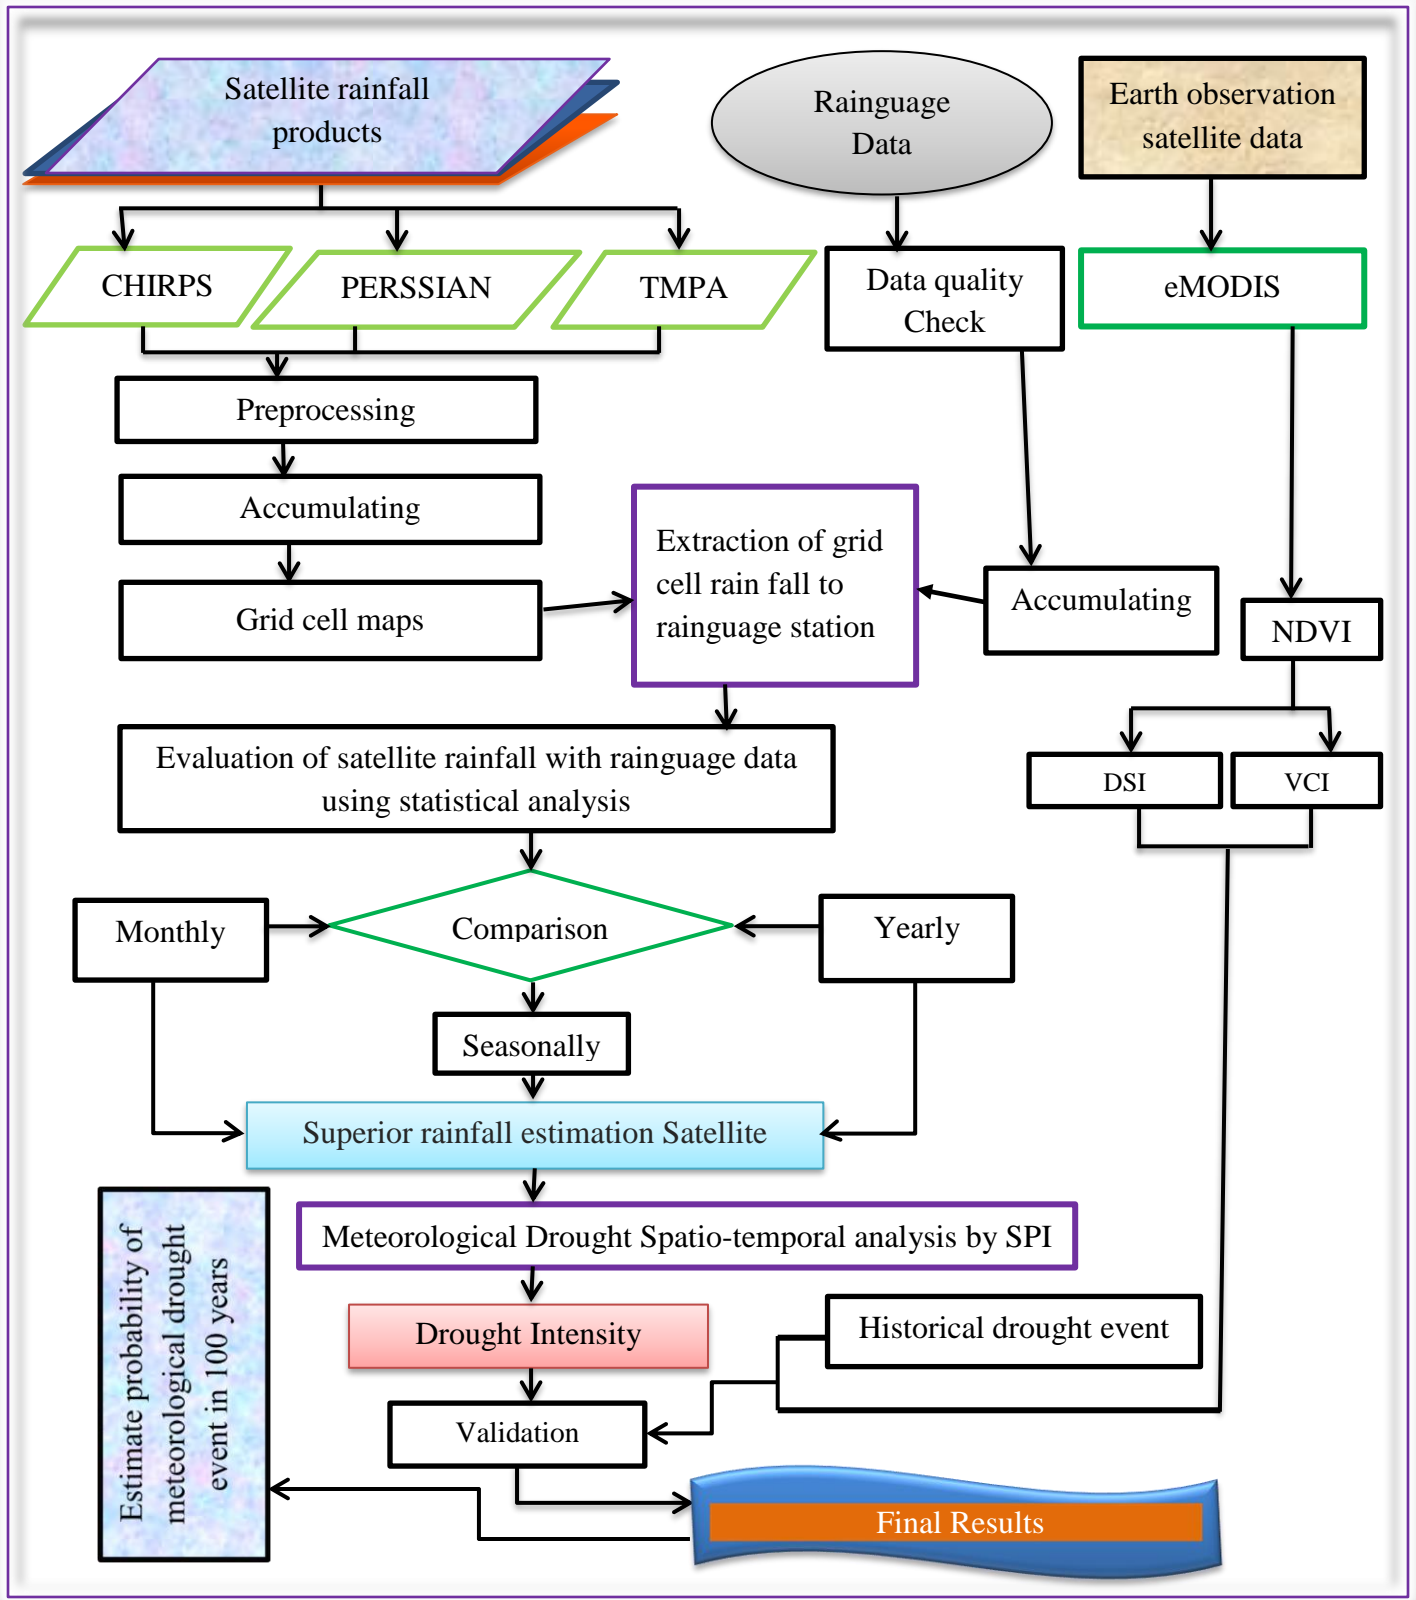 Satellite rainfall
products
Rainguage
Data
Earth observation
satellite data
CHIRPS
PERSSIAN
TMPA
Data quality
Check
eMODIS
Preprocessing
Accumulating
Grid cell maps
Extraction of grid
cell rain fall to
rainguage station
Accumulating
NDVI
Evaluation of satellite rainfall with rainguage data
using statistical analysis
DSI
VCI
Monthly
Comparison
Yearly
Seasonally
Superior rainfall estimation Satellite
Meteorological Drought Spatio-temporal analysis by SPI
Estimate probability of
meteorological drought
event in 100 years
Drought Intensity
Historical drought event
Validation
Final Results